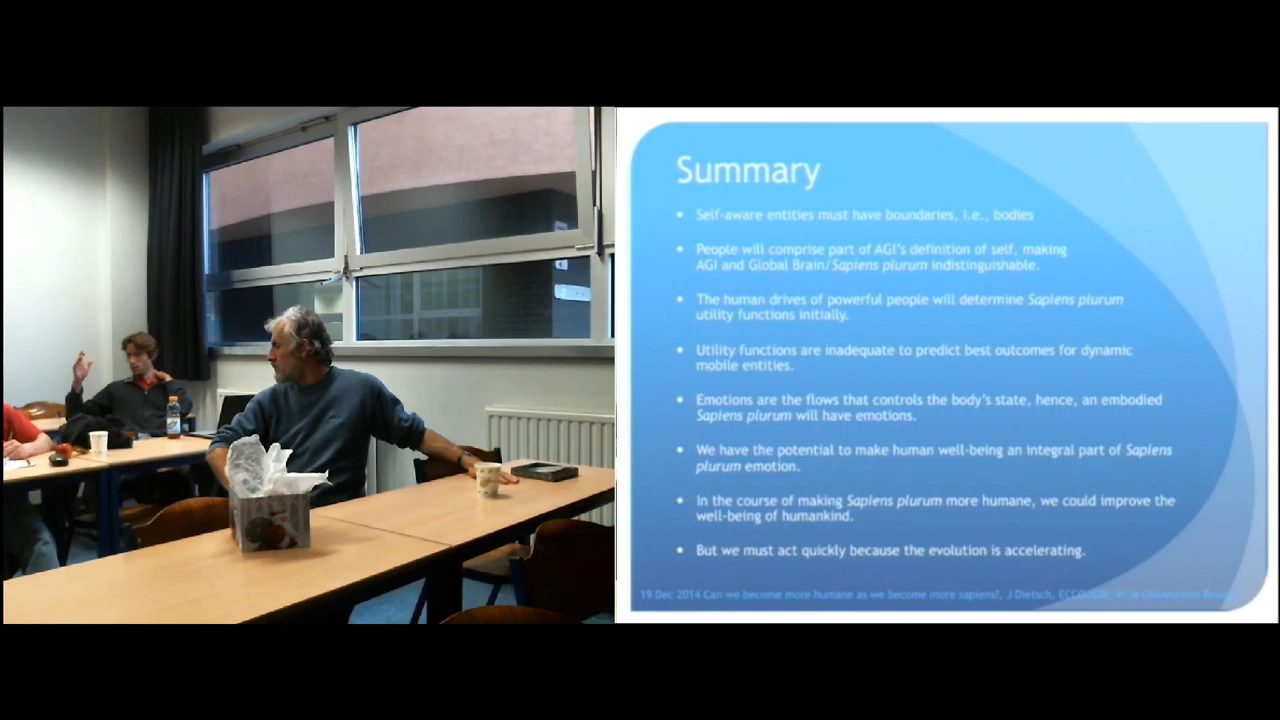 Summary
• Self-aware entities must have boundaries, i.e., bodies
• People will comprise part of AGI's definition of self, making
AGI and Global Brain/Sapiens plurum indistinguishable.
• The human drives of powerful people will determine Sapiens plurum
utility functions initially.
• Utility functions are inadequate to predict best outcomes for dynamic
mobile entities.
• Emotions are the flows that controls the body's state, hence, an embodied
Sapiens plurum will have emotions.
• We have the potential to make human well-being an integral part of Sapiens
plurum emotion.
• In the course of making Sapiens plurum more humane, we could improve the
well-being of humankind.
• But we must act quickly because the evolution is accelerating.
19 Dec 2014 Can we become more humane as we become more sapiens?, J Dietsch, Vrije Universiteit